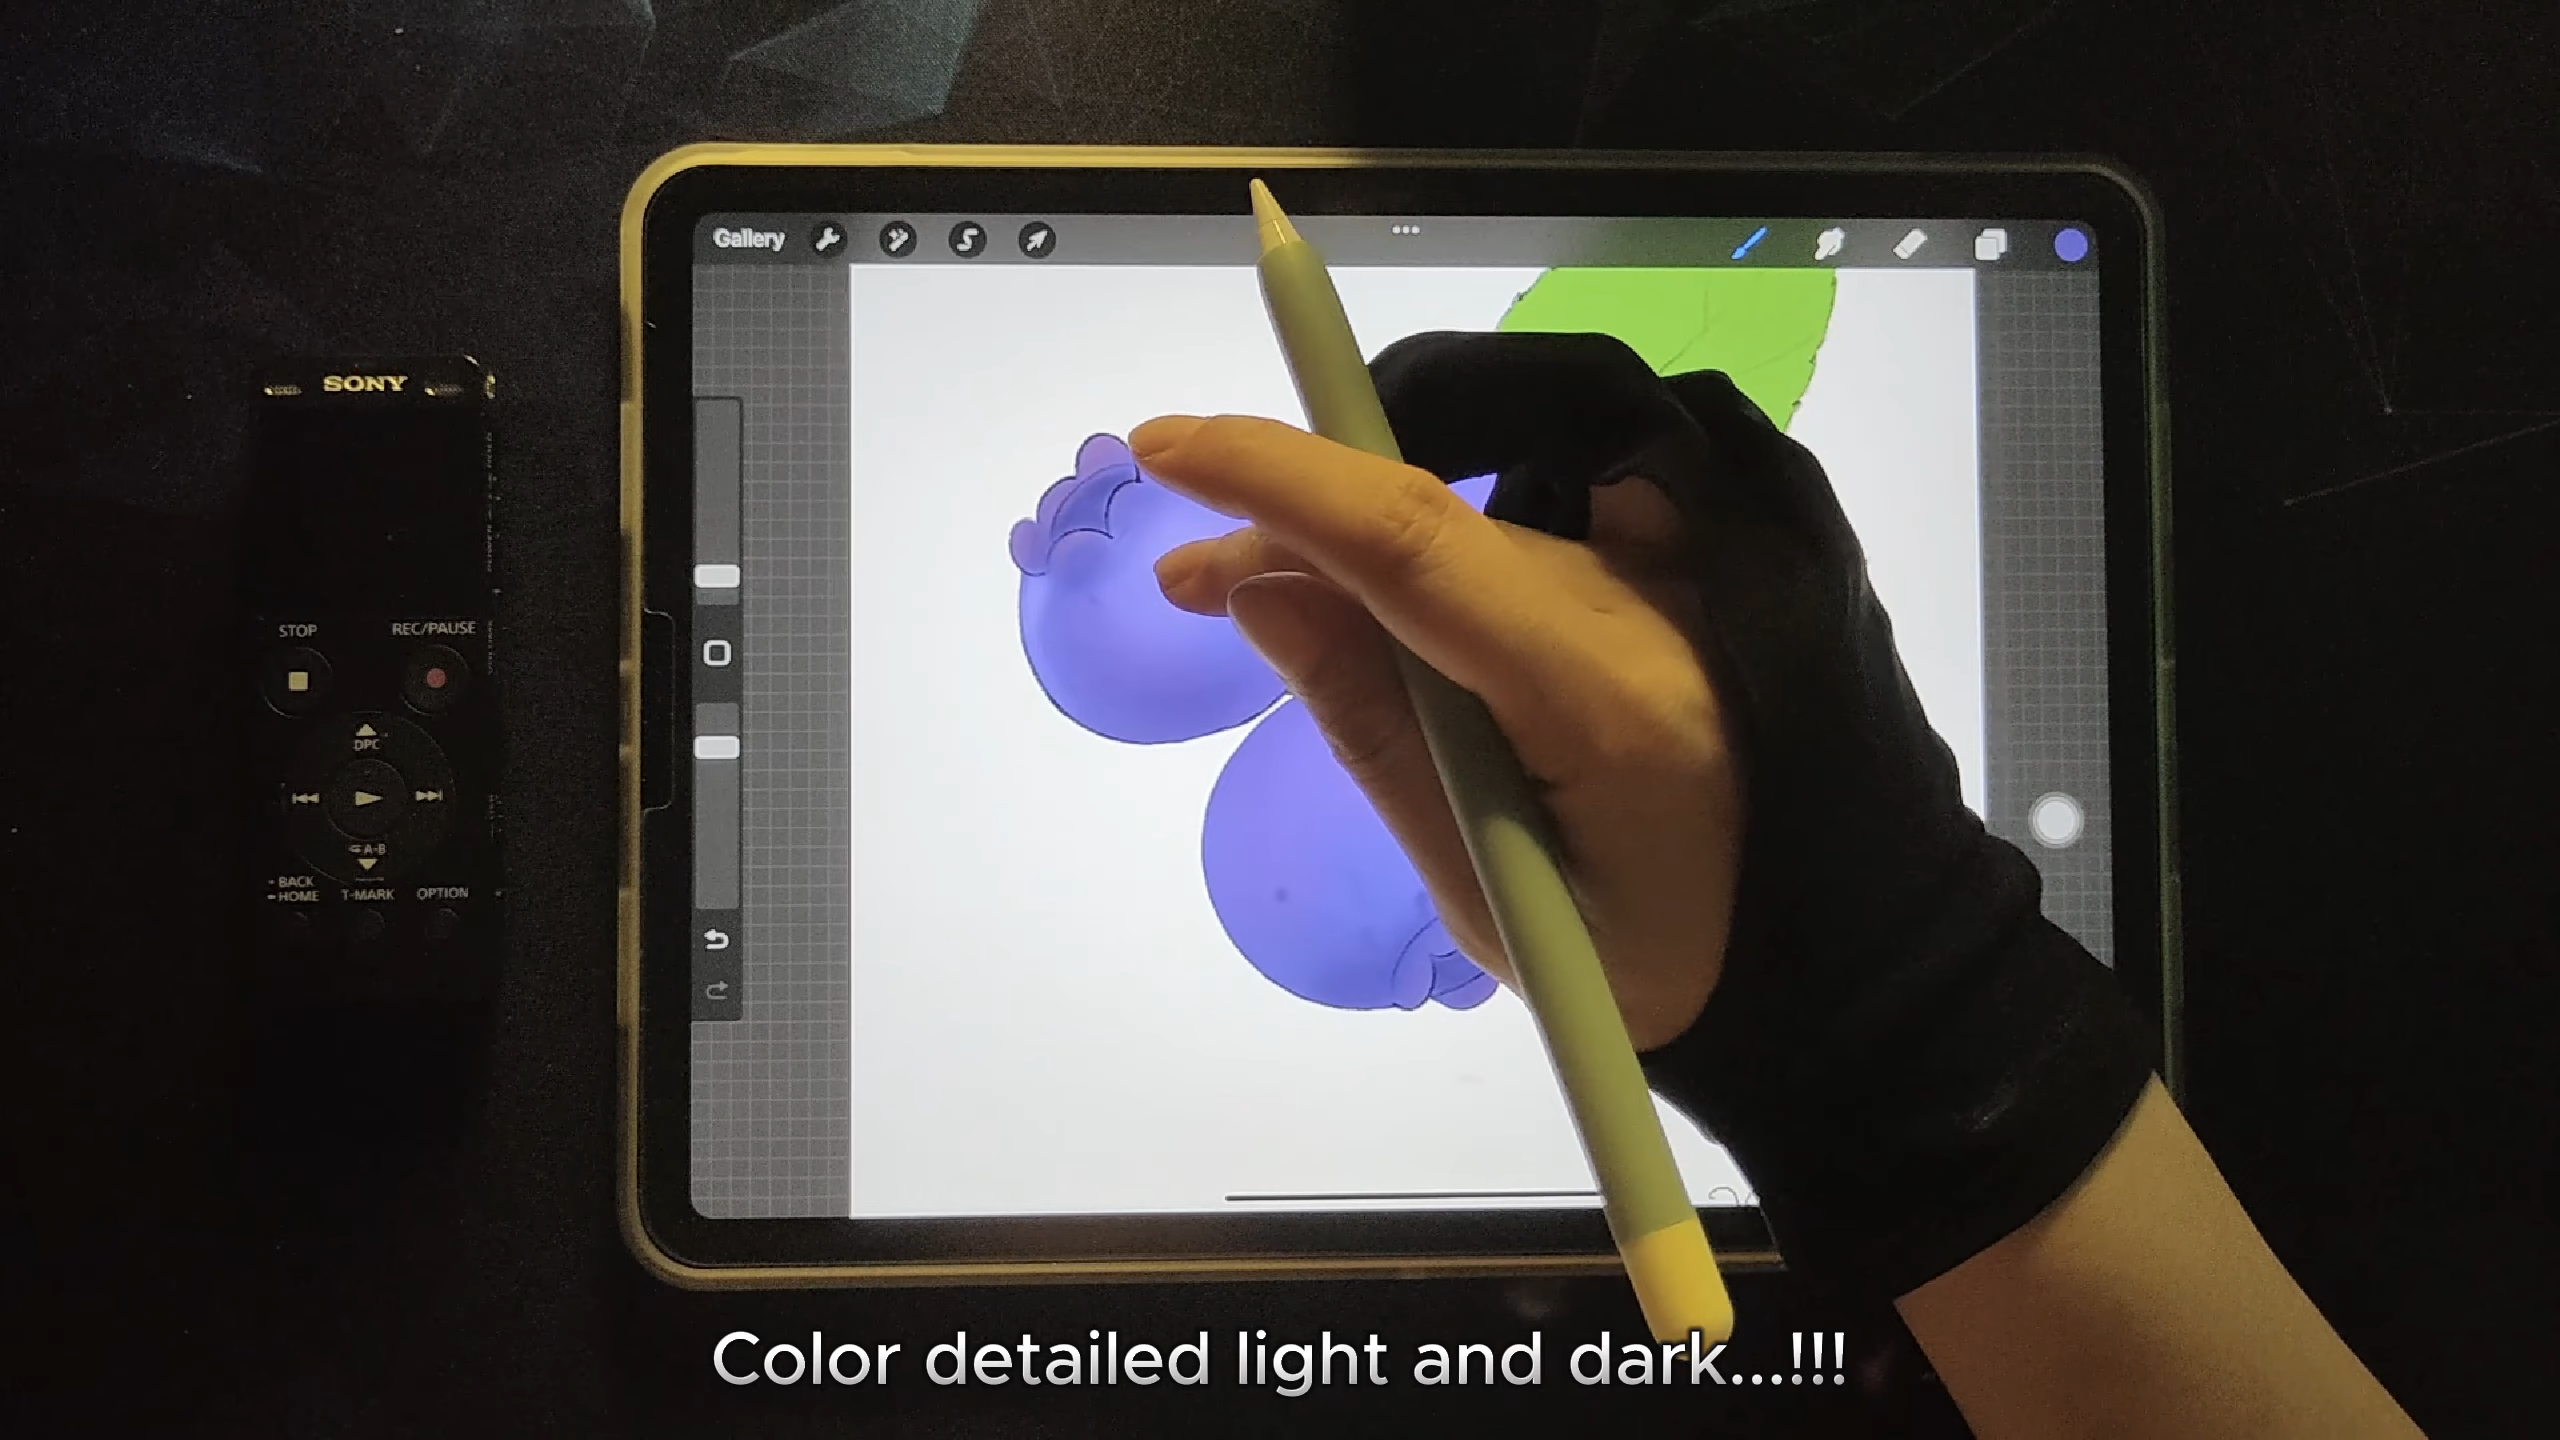 Gallery
SONY
STOP
REC/PAUSE
DPC
A-B
BACK
HOME
T-MARK
OPTION
Color detailed light and dark...!!!